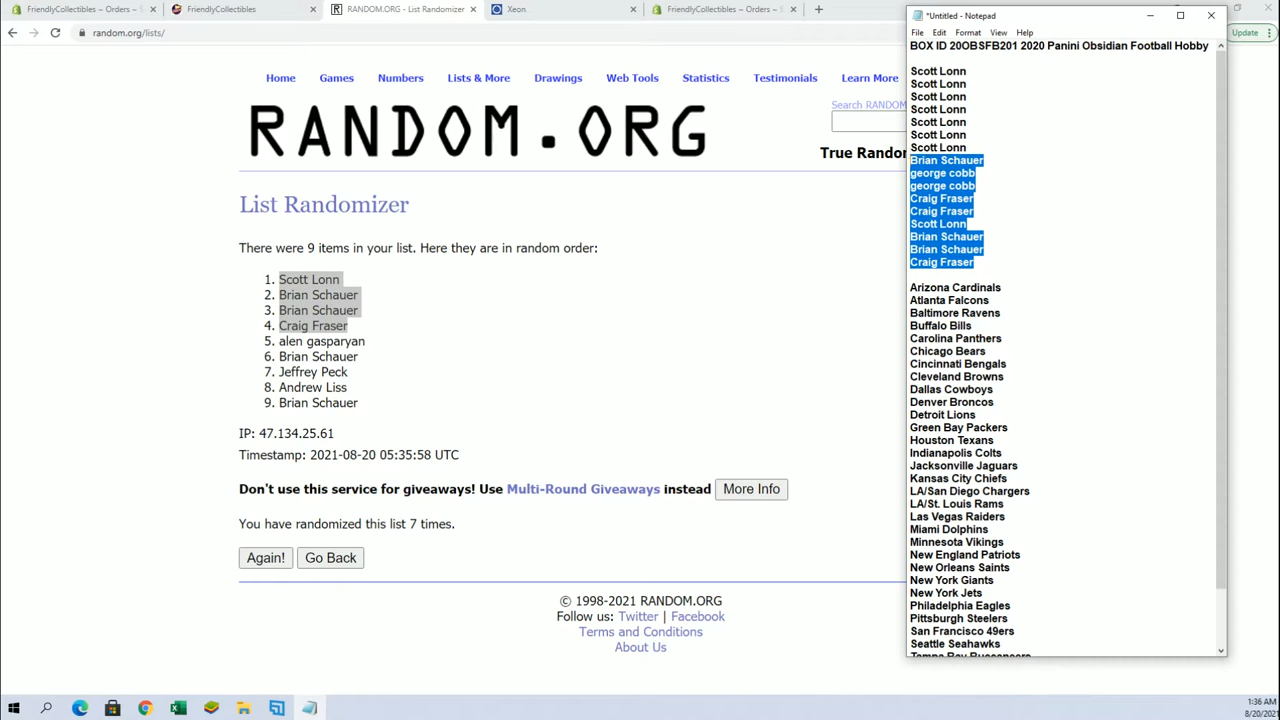 FriendlyCollectibles – Orders – S
FriendlyCollectibles
RANDOM.ORG - List Randomizer
Xeon
FriendlyCollectibles – Orders – S
random.org/lists/
Update
Home
Games
Numbers
Lists & More
Drawings
Web Tools
Statistics
Testimonials
Learn More
RANDOM.ORG
Search RANDOM
True Rando
List Randomizer
There were 9 items in your list. Here they are in random order:
1. Scott Lonn
2. Brian Schauer
3. Brian Schauer
4. Craig Fraser
5. alen gasparyan
6. Brian Schauer
7. Jeffrey Peck
8. Andrew Liss
9. Brian Schauer
IP: 47.134.25.61
Timestamp: 2021-08-20 05:35:58 UTC
Don't use this service for giveaways! Use Multi-Round Giveaways instead More Info
You have randomized this list 7 times.
Again! Go Back
© 1998-2021 RANDOM.ORG
Follow us: Twitter | Facebook
Terms and Conditions
About Us
*Untitled - Notepad
File Edit Format View Help
BOX ID 20OBSFB201 2020 Panini Obsidian Football Hobby
Scott Lonn
Scott Lonn
Scott Lonn
Scott Lonn
Scott Lonn
Scott Lonn
Scott Lonn
Brian Schauer
george cobb
george cobb
Craig Fraser
Craig Fraser
Scott Lonn
Brian Schauer
Brian Schauer
Craig Fraser
Arizona Cardinals
Atlanta Falcons
Baltimore Ravens
Buffalo Bills
Carolina Panthers
Chicago Bears
Cincinnati Bengals
Cleveland Browns
Dallas Cowboys
Denver Broncos
Detroit Lions
Green Bay Packers
Houston Texans
Indianapolis Colts
Jacksonville Jaguars
Kansas City Chiefs
LA/San Diego Chargers
LA/St. Louis Rams
Las Vegas Raiders
Miami Dolphins
Minnesota Vikings
New England Patriots
New Orleans Saints
New York Giants
New York Jets
Philadelphia Eagles
Pittsburgh Steelers
San Francisco 49ers
Seattle Seahawks
Tampa Bay Buccaneers
1:36 AM
8/20/2021